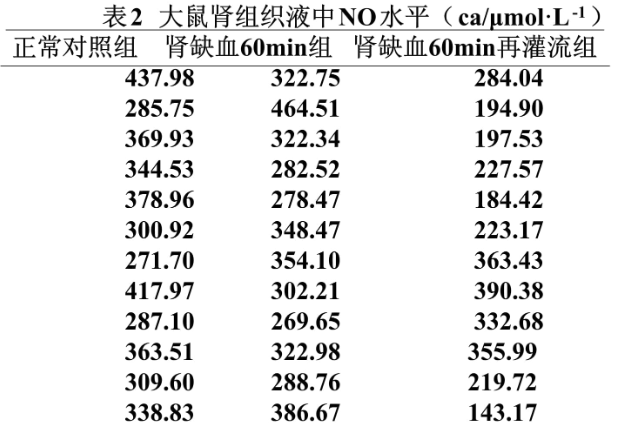 表2 大鼠肾组织液中NO水平（ca/μmol·L⁻¹）
正常对照组 肾缺血60min组 肾缺血60min再灌流组
437.98 322.75 284.04
285.75 464.51 194.90
369.93 322.34 197.53
344.53 282.52 227.57
378.96 278.47 184.42
300.92 348.47 223.17
271.70 354.10 363.43
417.97 302.21 390.38
287.10 269.65 332.68
363.51 322.98 355.99
309.60 288.76 219.72
338.83 386.67 143.17